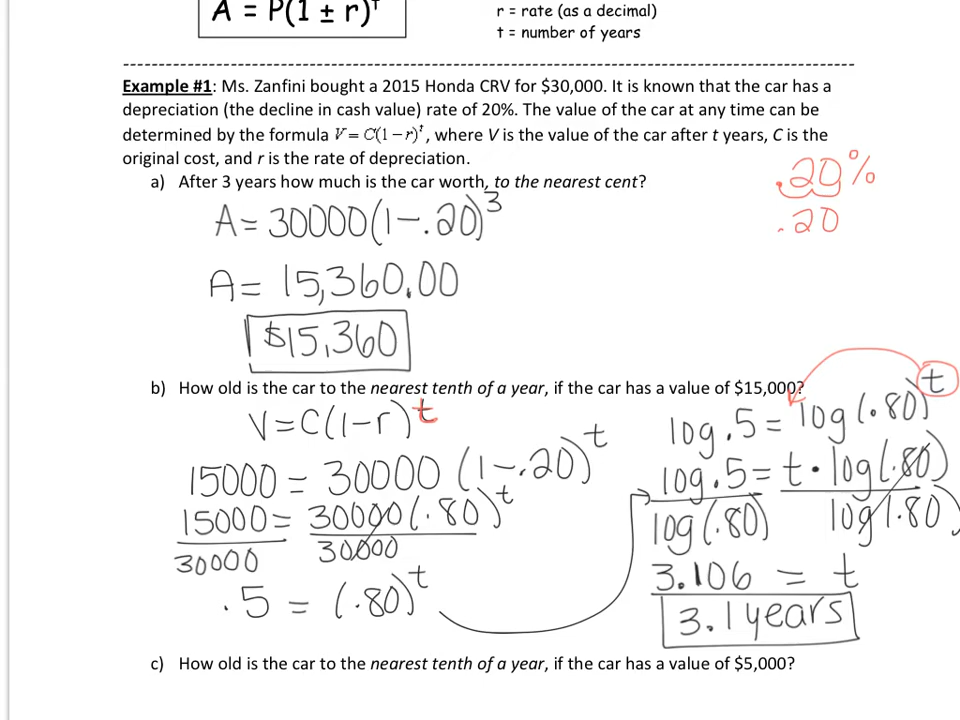 A = P(1 ± r)^t
r = rate (as a decimal)
t = number of years
Example #1: Ms. Zanfini bought a 2015 Honda CRV for $30,000. It is known that the car has a
depreciation (the decline in cash value) rate of 20%. The value of the car at any time can be
determined by the formula V = C(1 − r)^t, where V is the value of the car after t years, C is the
original cost, and r is the rate of depreciation.
a) After 3 years how much is the car worth, to the nearest cent?
.20%
.20
A = 30000(1-.20)^3
A = 15,360.00
$15,360
b) How old is the car to the nearest tenth of a year, if the car has a value of $15,000?
V=C(1-r)^t
15000 = 30000 (1-.20)^t
15000 = 30000(.80)^t
30000 30000
.5 = (.80)^t
log .5 = log(.80)^t
log .5 = t • log(.80)
log(.80) log(.80)
3.106 = t
3.1 years
c) How old is the car to the nearest tenth of a year, if the car has a value of $5,000?